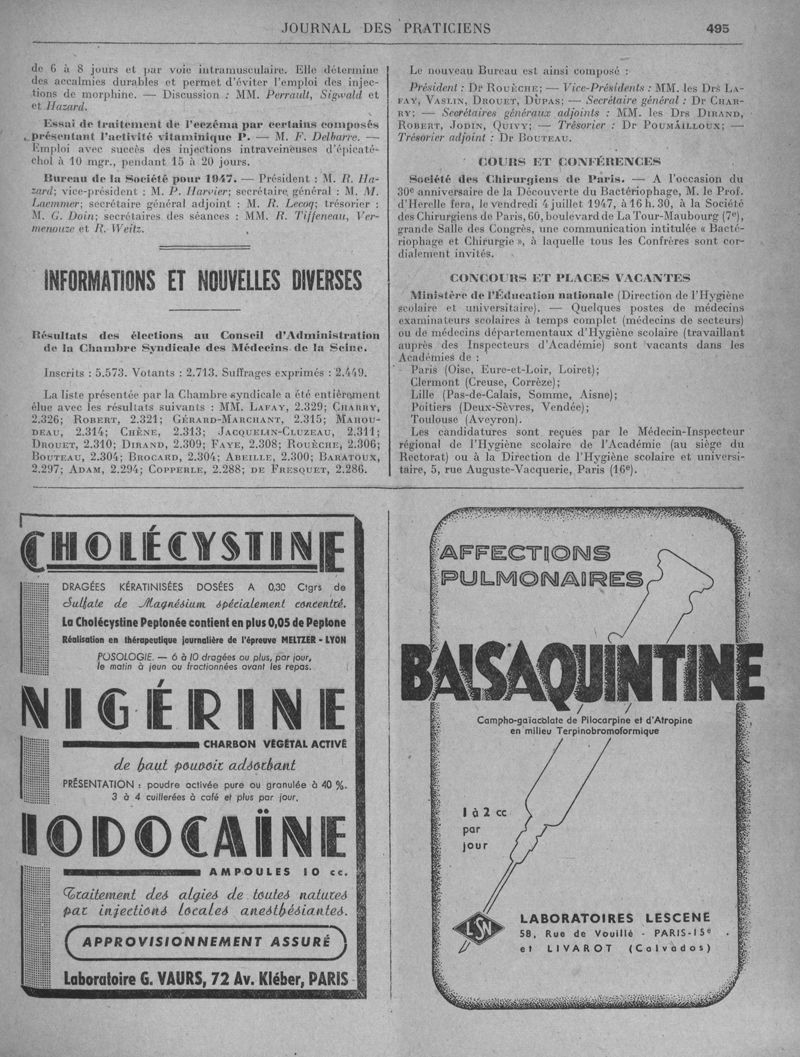 JOURNAL DES PRATICIENS 495
de 6 à 8 jours et par voie intramusculaire. Elle détermine
des accalmies durables et permet d'éviter l'emploi des injec-
tions de morphine. — Discussion : MM. Perrault, Sigwald et
et Hazard.
Essai de traitement de l'eczéma par certains composés
présentant l'activité vitaminique P. — M. F. Delbarre. —
Emploi avec succès des injections intraveineuses d'épicaté-
chol à 10 mgr., pendant 15 à 20 jours.
Bureau de la Société pour 1947. — Président : M. R. Ha-
zard; vice-président : M. P. Harvier; secrétaire général : M. M.
Laemmer; secrétaire général adjoint : M. R. Lecoq; trésorier :
M. G. Doin; secrétaires des séances : MM. R. Tiffeneau, Ver-
menouze et R. Weitz.
INFORMATIONS ET NOUVELLES DIVERSES
Résultats des élections au Conseil d'Administration
de la Chambre Syndicale des Médecins de la Seine.
Inscrits : 5.573. Votants : 2.713. Suffrages exprimés : 2.449.
La liste présentée par la Chambre syndicale a été entièrement
élue avec les résultats suivants : MM. LAFAY, 2.329; CHARRY,
2.326; ROBERT, 2.321; GÉRARD-MARCHANT, 2.315; MAHOU-
DEAU, 2.314; CHÊNE, 2.313; JACQUELIN-CLUZEAU, 2.311;
DROUET, 2.310; DIRAND, 2.309; FAYE, 2.308; ROUÈCHE, 2.306;
BOUTEAU, 2.304; BROCARD, 2.304; ABEILLE, 2.300; BARATOUX,
2.297; ADAM, 2.294; COPPERLE, 2.288; DE FRESQUET, 2.286.
Le nouveau Bureau est ainsi composé :
Président : Dr ROUÈCHE; — Vice-Présidents : MM. les Drs LA-
FAY, VASLIN, DROUET, DUPAS; — Secrétaire général : Dr CHAR-
RY; — Secrétaires généraux adjoints : MM. les Drs DIRAND,
ROBERT, JODIN, QUIVY; — Trésorier : Dr POUMAILLOUX; —
Trésorier adjoint : Dr BOUTEAU.
COURS ET CONFÉRENCES
Société des Chirurgiens de Paris. — A l'occasion du
30e anniversaire de la Découverte du Bactériophage, M. le Prof.
d'Herelle fera, le vendredi 4 juillet 1947, à 16 h. 30, à la Société
des Chirurgiens de Paris, 60, boulevard de La Tour-Maubourg (7e),
grande Salle des Congrès, une communication intitulée « Bacté-
riophage et Chirurgie », à laquelle tous les Confrères sont cor-
dialement invités.
CONCOURS ET PLACES VACANTES
Ministère de l'Éducation nationale (Direction de l'Hygiène
scolaire et universitaire). — Quelques postes de médecins
examinateurs scolaires à temps complet (médecins de secteurs)
ou de médecins départementaux d'Hygiène scolaire (travaillant
auprès des Inspecteurs d'Académie) sont vacants dans les
Académies de :
Paris (Oise, Eure-et-Loir, Loiret);
Clermont (Creuse, Corrèze);
Lille (Pas-de-Calais, Somme, Aisne);
Poitiers (Deux-Sèvres, Vendée);
Toulouse (Aveyron).
Les candidatures sont reçues par le Médecin-Inspecteur
régional de l'Hygiène scolaire de l'Académie (au siège du
Rectorat) ou à la Direction de l'Hygiène scolaire et universi-
taire, 5, rue Auguste-Vacquerie, Paris (16e).
CHOLÉCYSTINE
DRAGÉES KÉRATINISÉES DOSÉES A 0,30 Ctgrs de
Sulfate de Magnésium spécialement concentré.
La Cholécystine Peptonée contient en plus 0,05 de Peptone
Réalisation en thérapeutique journalière de l'épreuve MELTZER - LYON
POSOLOGIE. — 6 à 10 dragées ou plus, par jour,
le matin à jeun ou fractionnées avant les repas.
NIGÉRINE
CHARBON VÉGÉTAL ACTIVÉ
de haut pouvoir adsorbant
PRÉSENTATION : poudre activée pure ou granulée à 40 %.
3 à 4 cuillerées à café et plus par jour.
IODOCAÏNE
AMPOULES 10 cc.
Traitement des algies de toutes natures
par injections locales anesthésiantes.
APPROVISIONNEMENT ASSURÉ
Laboratoire G. VAURS, 72 Av. Kléber, PARIS
AFFECTIONS
PULMONAIRES
BAISAQUINTINE
Campho-gaïacolate de Pilocarpine et d'Atropine
en milieu Terpinobromoformique
1 à 2 cc
par
jour
LSN
LABORATOIRES LESCENE
58, Rue de Vouillé - PARIS-15e
et LIVAROT (Calvados)